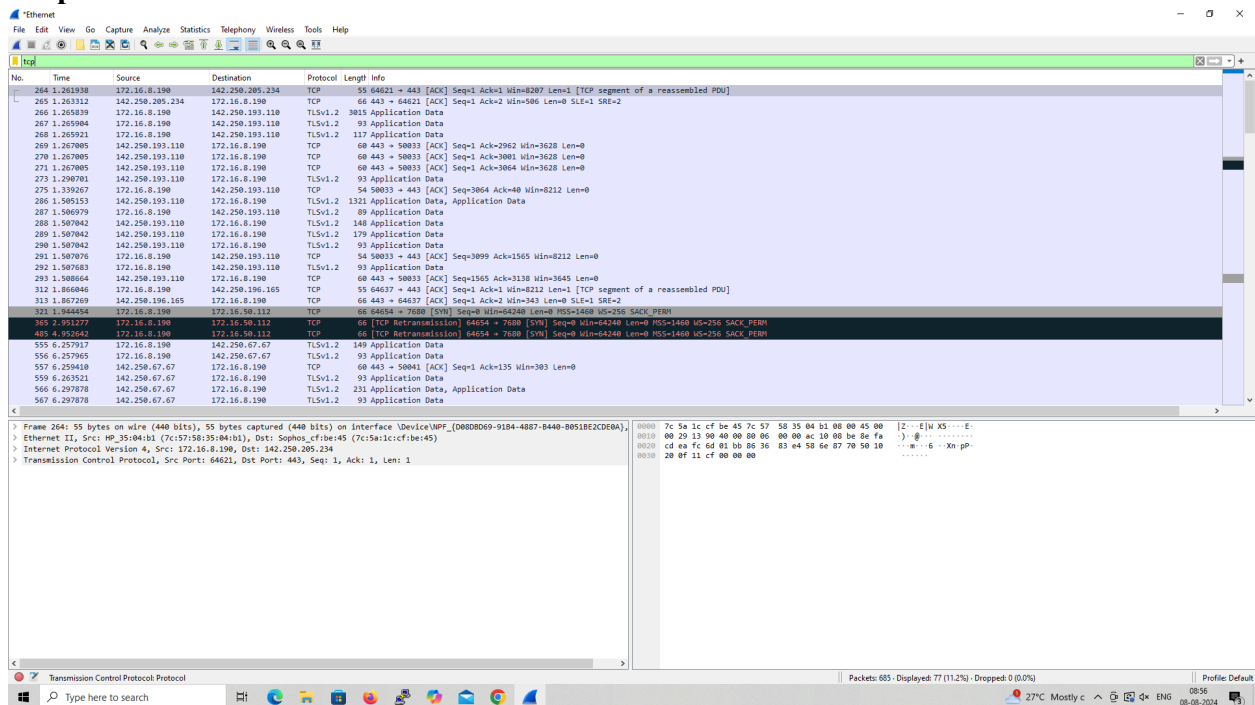 *Ethernet
File Edit View Go Capture Analyze Statistics Telephony Wireless Tools Help
tcp
No. Time Source Destination Protocol Length Info
264 1.261938 172.16.8.190 142.250.205.234 TCP 55 64621 → 443 [ACK] Seq=1 Ack=1 Win=8207 Len=1 [TCP segment of a reassembled PDU]
265 1.263312 142.250.205.234 172.16.8.190 TCP 66 443 → 64621 [ACK] Seq=1 Ack=2 Win=506 Len=0 SLE=1 SRE=2
266 1.265839 172.16.8.190 142.250.193.110 TLSv1.2 3015 Application Data
267 1.265904 172.16.8.190 142.250.193.110 TLSv1.2 93 Application Data
268 1.265921 172.16.8.190 142.250.193.110 TLSv1.2 117 Application Data
269 1.267005 142.250.193.110 172.16.8.190 TCP 60 443 → 50033 [ACK] Seq=1 Ack=2962 Win=3628 Len=0
270 1.267005 142.250.193.110 172.16.8.190 TCP 60 443 → 50033 [ACK] Seq=1 Ack=3001 Win=3628 Len=0
271 1.267005 142.250.193.110 172.16.8.190 TCP 60 443 → 50033 [ACK] Seq=1 Ack=3064 Win=3628 Len=0
273 1.290701 142.250.193.110 172.16.8.190 TLSv1.2 93 Application Data
275 1.339267 172.16.8.190 142.250.193.110 TCP 54 50033 → 443 [ACK] Seq=3064 Ack=40 Win=8212 Len=0
286 1.505153 142.250.193.110 172.16.8.190 TLSv1.2 1321 Application Data, Application Data
287 1.506979 172.16.8.190 142.250.193.110 TLSv1.2 89 Application Data
288 1.507042 142.250.193.110 172.16.8.190 TLSv1.2 148 Application Data
289 1.507042 142.250.193.110 172.16.8.190 TLSv1.2 179 Application Data
290 1.507042 142.250.193.110 172.16.8.190 TLSv1.2 93 Application Data
291 1.507076 172.16.8.190 142.250.193.110 TCP 54 50033 → 443 [ACK] Seq=3099 Ack=1565 Win=8212 Len=0
292 1.507683 172.16.8.190 142.250.193.110 TLSv1.2 93 Application Data
293 1.508664 142.250.193.110 172.16.8.190 TCP 60 443 → 50033 [ACK] Seq=1565 Ack=3138 Win=3645 Len=0
312 1.866046 172.16.8.190 142.250.196.165 TCP 55 64637 → 443 [ACK] Seq=1 Ack=1 Win=8212 Len=1 [TCP segment of a reassembled PDU]
313 1.867269 142.250.196.165 172.16.8.190 TCP 66 443 → 64637 [ACK] Seq=1 Ack=2 Win=343 Len=0 SLE=1 SRE=2
321 1.944454 172.16.8.190 172.16.50.112 TCP 66 64654 → 7680 [SYN] Seq=0 Win=64240 Len=0 MSS=1460 WS=256 SACK_PERM
365 2.951277 172.16.8.190 172.16.50.112 TCP 66 [TCP Retransmission] 64654 → 7680 [SYN] Seq=0 Win=64240 Len=0 MSS=1460 WS=256 SACK_PERM
485 4.952642 172.16.8.190 172.16.50.112 TCP 66 [TCP Retransmission] 64654 → 7680 [SYN] Seq=0 Win=64240 Len=0 MSS=1460 WS=256 SACK_PERM
555 6.257917 172.16.8.190 142.250.67.67 TLSv1.2 149 Application Data
556 6.257965 172.16.8.190 142.250.67.67 TLSv1.2 93 Application Data
557 6.259410 142.250.67.67 172.16.8.190 TCP 60 443 → 50041 [ACK] Seq=1 Ack=135 Win=303 Len=0
559 6.263521 142.250.67.67 172.16.8.190 TLSv1.2 93 Application Data
566 6.297878 142.250.67.67 172.16.8.190 TLSv1.2 231 Application Data, Application Data
567 6.297878 142.250.67.67 172.16.8.190 TLSv1.2 93 Application Data
Frame 264: 55 bytes on wire (440 bits), 55 bytes captured (440 bits) on interface \Device\NPF_{D08DBD69-91B4-4887-B440-B051BE2CDE0A},
Ethernet II, Src: HP_35:04:b1 (7c:57:58:35:04:b1), Dst: Sophos_cf:be:45 (7c:5a:1c:cf:be:45)
Internet Protocol Version 4, Src: 172.16.8.190, Dst: 142.250.205.234
Transmission Control Protocol, Src Port: 64621, Dst Port: 443, Seq: 1, Ack: 1, Len: 1
0000 7c 5a 1c cf be 45 7c 57 58 35 04 b1 08 00 45 00 |Z···E|W X5····E·
0010 00 29 13 90 40 00 80 06 00 00 ac 10 08 be 8e fa ·)··@··· ········
0020 cd ea fc 6d 01 bb 86 36 83 e4 58 6e 87 70 50 10 ···m···6 ··Xn·pP·
0030 20 0f 11 cf 00 00 00 ······
Transmission Control Protocol: Protocol
Packets: 685 · Displayed: 77 (11.2%) · Dropped: 0 (0.0%)
Profile: Default
Type here to search
27°C Mostly c
ENG
08:56
08-08-2024